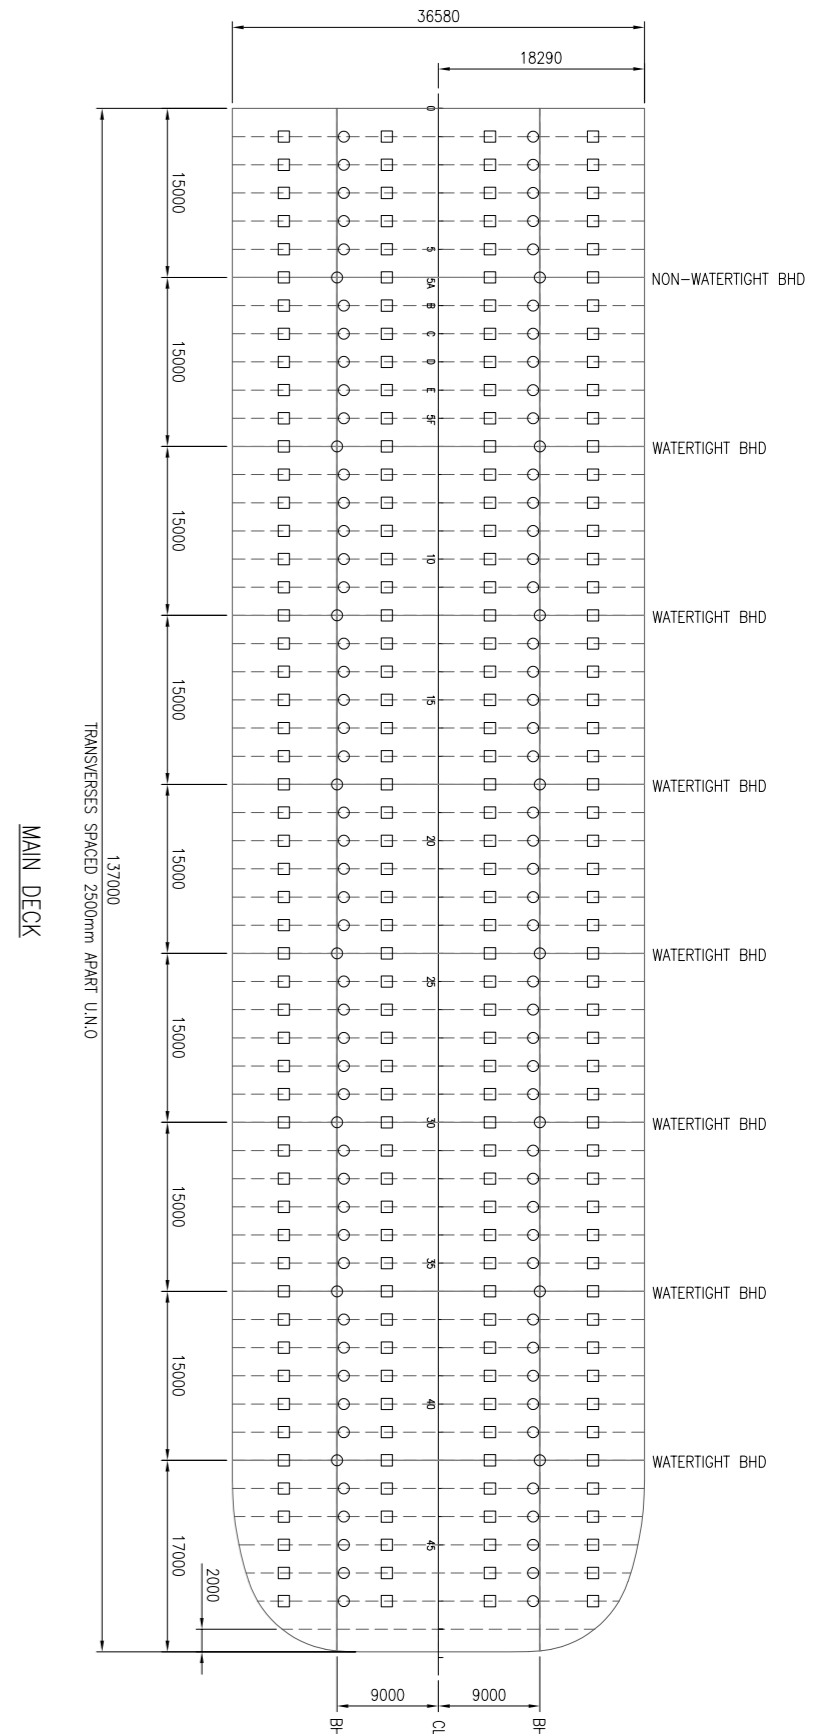 36580
18290
0
5
5A
B
C
D
E
5F
10
15
20
25
30
35
40
45
NON-WATERTIGHT BHD
WATERTIGHT BHD
WATERTIGHT BHD
WATERTIGHT BHD
WATERTIGHT BHD
WATERTIGHT BHD
WATERTIGHT BHD
WATERTIGHT BHD
15000
15000
15000
15000
15000
15000
15000
15000
17000
2000
137000
TRANSVERSES SPACED 2500mm APART U.N.O
MAIN DECK
9000
9000
CL